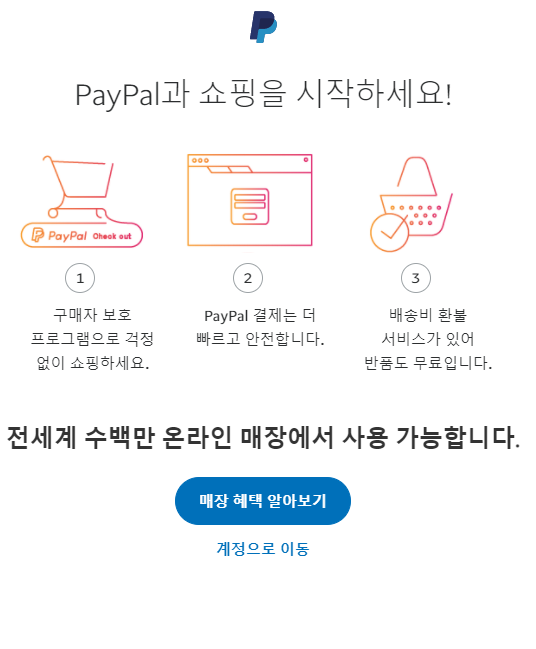 PayPal과 쇼핑을 시작하세요!
PayPal Check out
1
구매자 보호
프로그램으로 걱정
없이 쇼핑하세요.
2
PayPal 결제는 더
빠르고 안전합니다.
3
배송비 환불
서비스가 있어
반품도 무료입니다.
전세계 수백만 온라인 매장에서 사용 가능합니다.
매장 혜택 알아보기
계정으로 이동